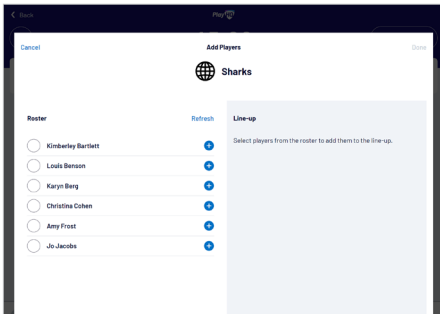 Back
Play
Cancel
Add Players
Done
Sharks
Roster
Refresh
Line-up
Select players from the roster to add them to the line-up.
Kimberley Bartlett
Louis Benson
Karyn Berg
Christina Cohen
Amy Frost
Jo Jacobs